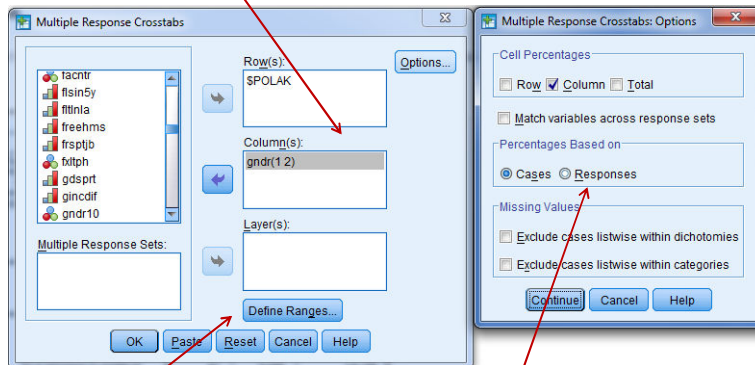 Multiple Response Crosstabs
facntr
flsin5y
fltlnla
freehms
frsptjb
fxltph
gdsprt
gincdif
gndr10
Multiple Response Sets:
Row(s):
$POLAK
Options...
Column(s):
gndr(1 2)
Layer(s):
Define Ranges...
OK
Paste
Reset
Cancel
Help
Multiple Response Crosstabs: Options
Cell Percentages
Row
Column
Total
Match variables across response sets
Percentages Based on
Cases
Responses
Missing Values
Exclude cases listwise within dichotomies
Exclude cases listwise within categories
Continue
Cancel
Help